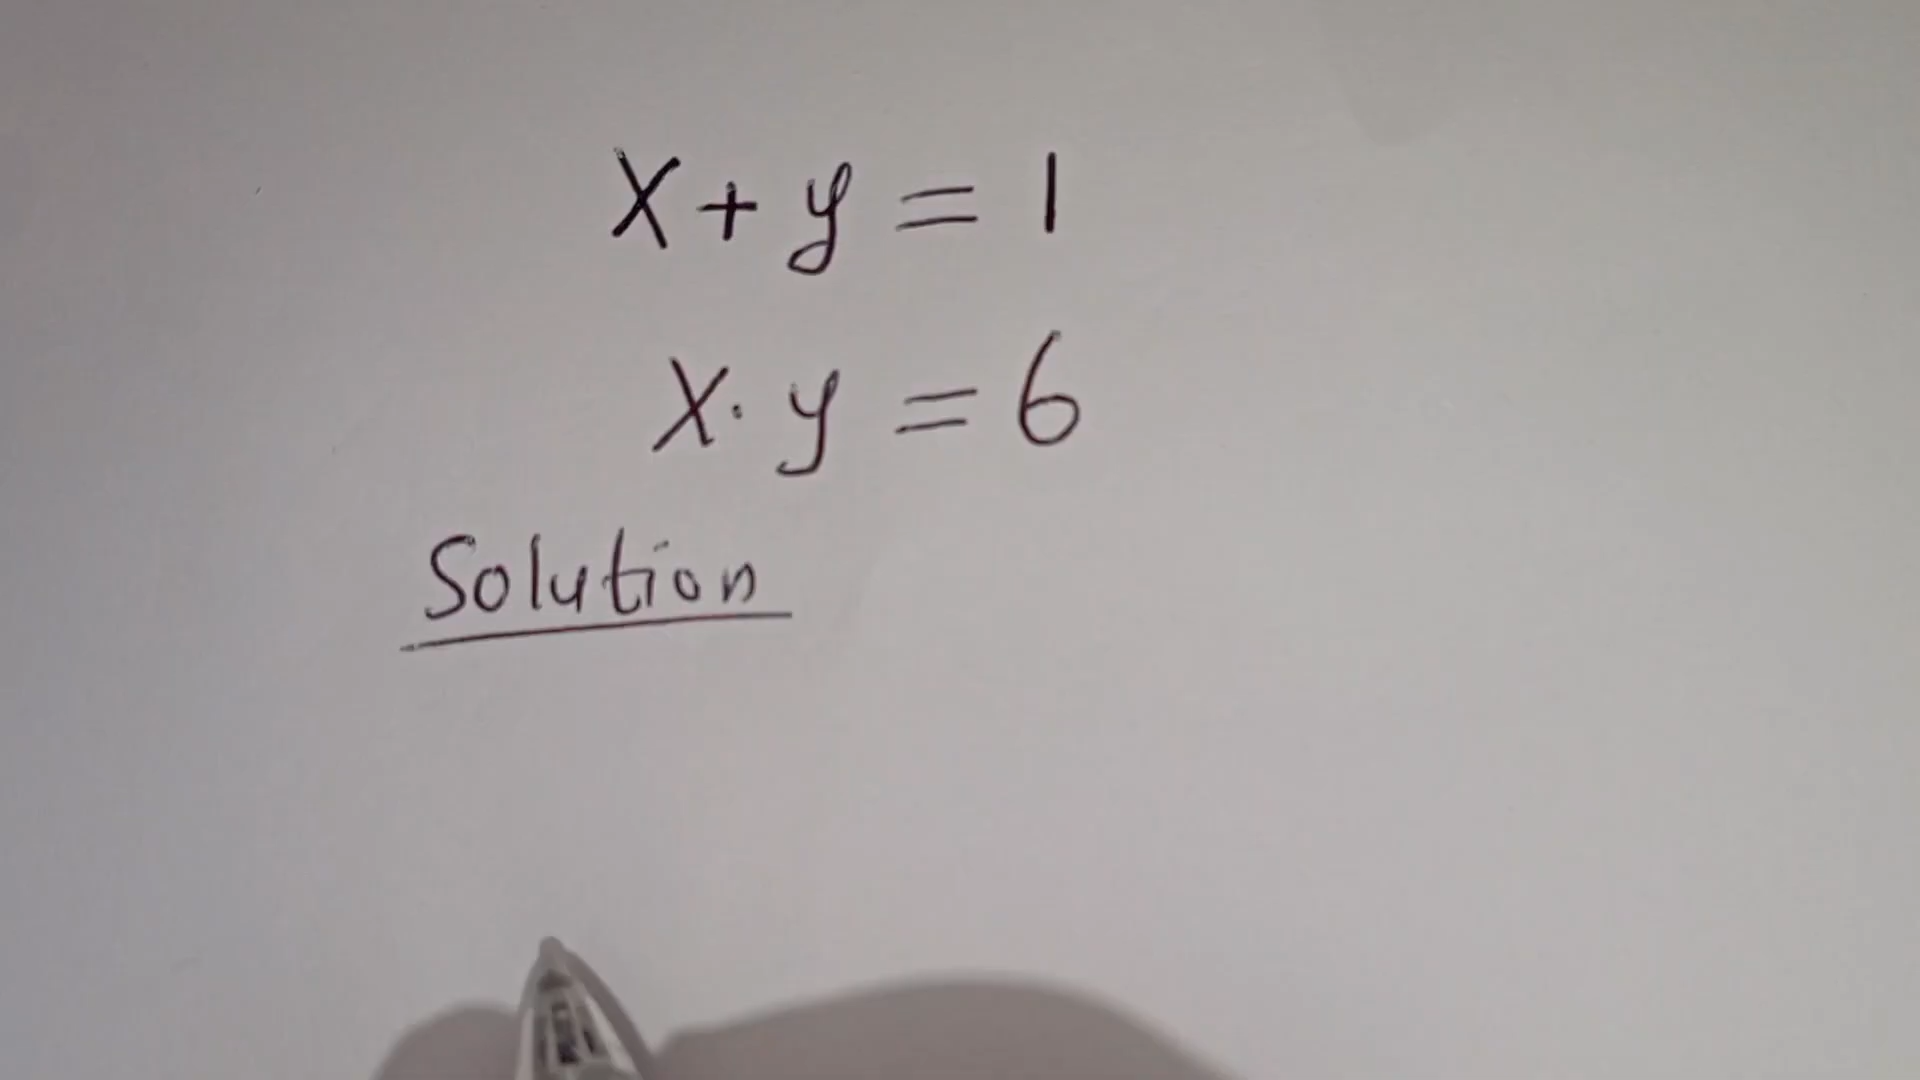 X + y = 1
X · y = 6
Solution